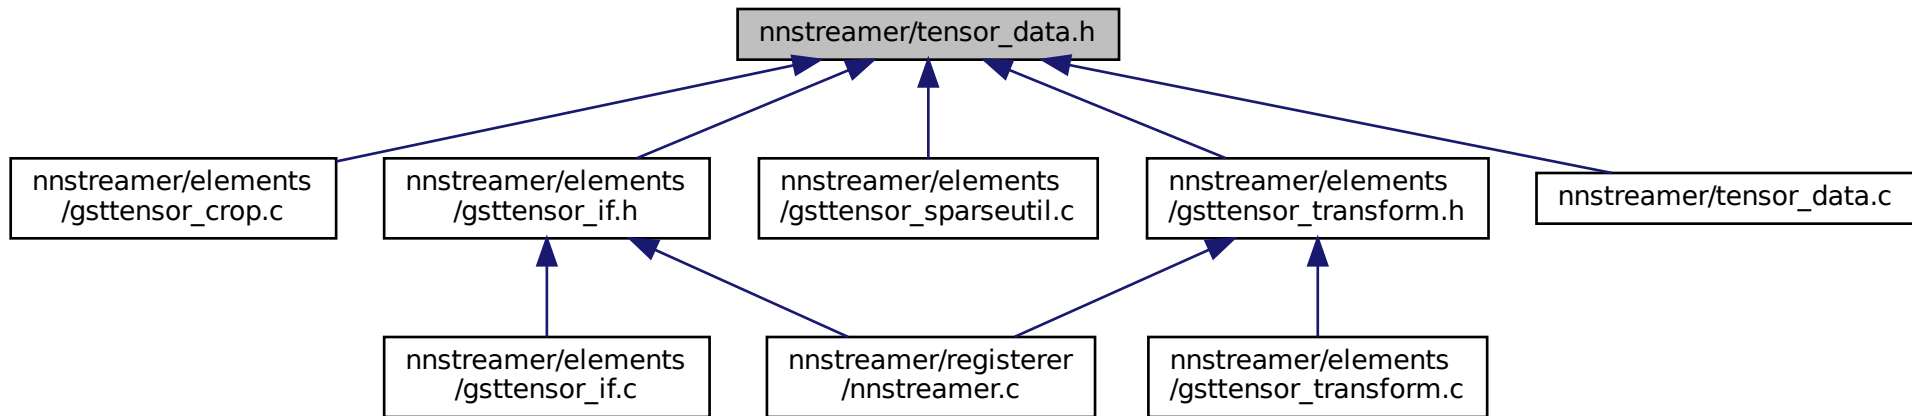 nnstreamer/tensor_data.h
nnstreamer/elements
/gsttensor_crop.c
nnstreamer/elements
/gsttensor_if.h
nnstreamer/elements
/gsttensor_sparseutil.c
nnstreamer/elements
/gsttensor_transform.h
nnstreamer/tensor_data.c
nnstreamer/elements
/gsttensor_if.c
nnstreamer/registerer
/nnstreamer.c
nnstreamer/elements
/gsttensor_transform.c